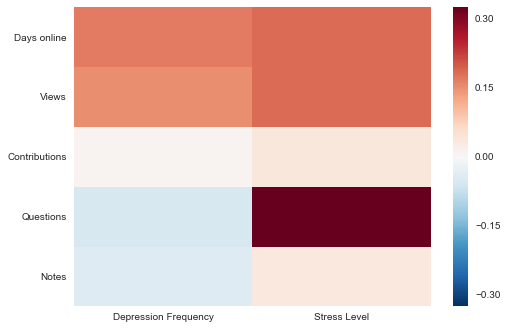 Days online
Views
Contributions
Questions
Notes
Depression Frequency
Stress Level
0.30
0.15
0.00
−0.15
−0.30